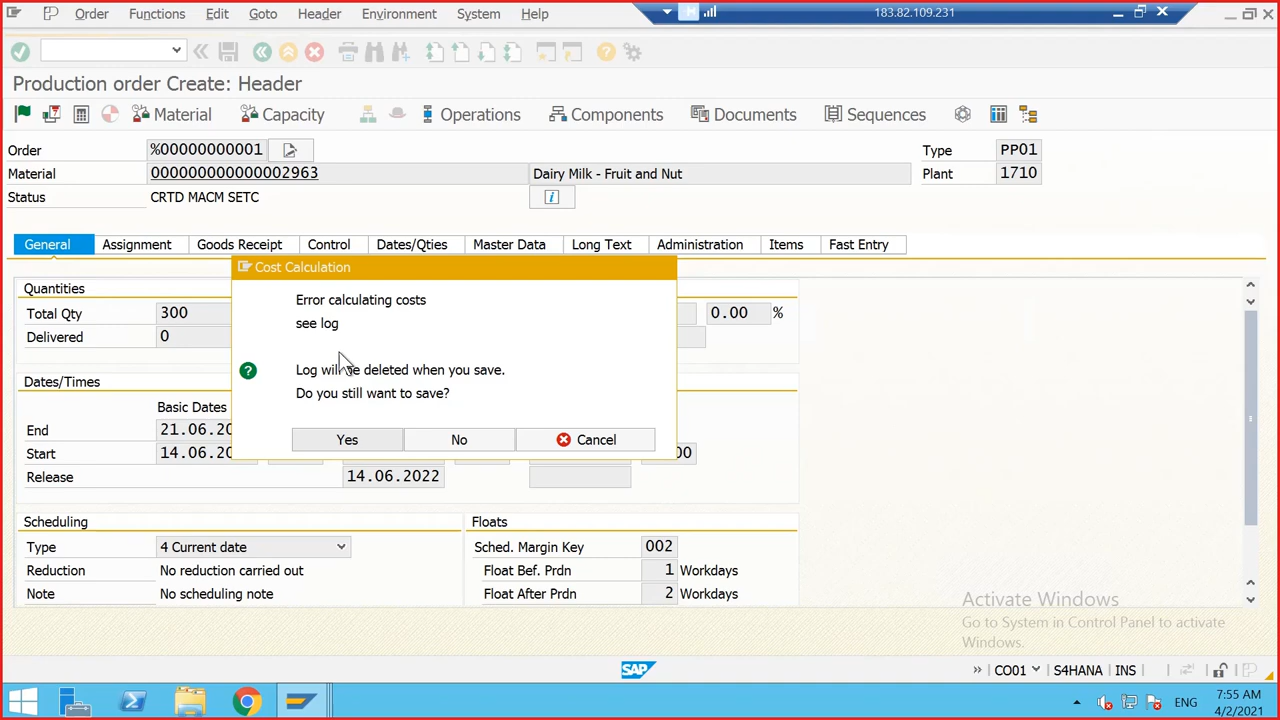 Order Functions Edit Goto Header Environment System Help 183.82.109.231
Production order Create: Header
Material Capacity Operations Components Documents Sequences
Order %00000000001 Type PP01
Material 000000000000002963 Dairy Milk - Fruit and Nut Plant 1710
Status CRTD MACM SETC
General Assignment Goods Receipt Control Dates/Qties Master Data Long Text Administration Items Fast Entry
Cost Calculation
Quantities
Error calculating costs
Total Qty 300 0.00 %
see log
Delivered 0
Log will be deleted when you save.
Dates/Times
Do you still want to save?
Basic Dates
End 21.06.20
Yes No Cancel
Start 14.06.20 00
Release 14.06.2022
Scheduling Floats
Type 4 Current date Sched. Margin Key 002
Reduction No reduction carried out Float Bef. Prdn 1 Workdays
Note No scheduling note Float After Prdn 2 Workdays
Activate Windows
Go to System in Control Panel to activate
Windows.
SAP » CO01 S4HANA INS
ENG 7:55 AM
4/2/2021